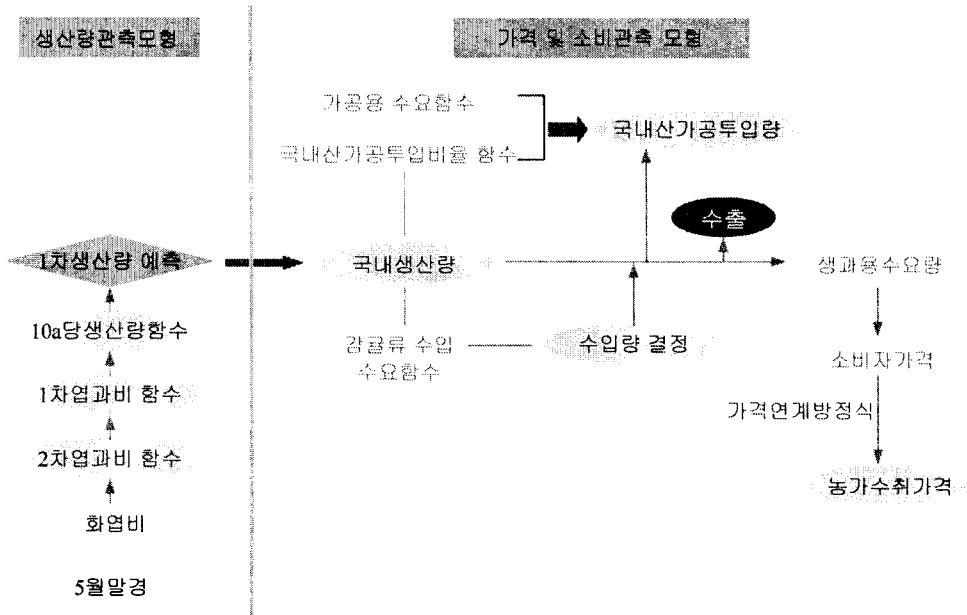 생산량관측모형
가격 및 소비관측 모형
가공용 수요함수
국내산가공투입비율 함수
국내산가공투입량
수출
1차생산량 예측
국내생산량
생과용수요량
10a당생산량함수
감귤류 수입
수요함수
수입량 결정
소비자가격
1차엽과비 함수
가격연계방정식
2차엽과비 함수
농가수취가격
화엽비
5월말경